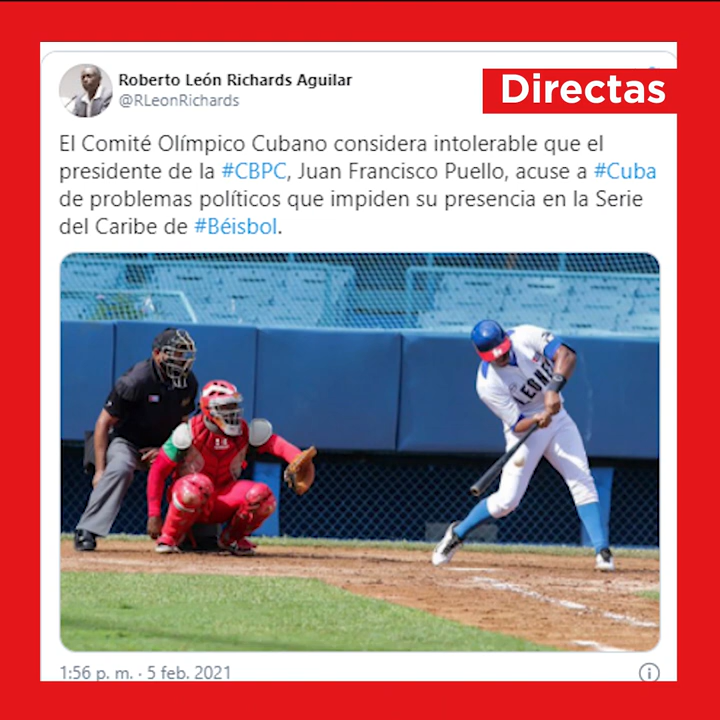 Directas
Roberto León Richards Aguilar
@RLeonRichards
El Comité Olímpico Cubano considera intolerable que el
presidente de la #CBPC, Juan Francisco Puello, acuse a #Cuba
de problemas políticos que impiden su presencia en la Serie
del Caribe de #Béisbol.
LEONE
1:56 p. m. · 5 feb. 2021